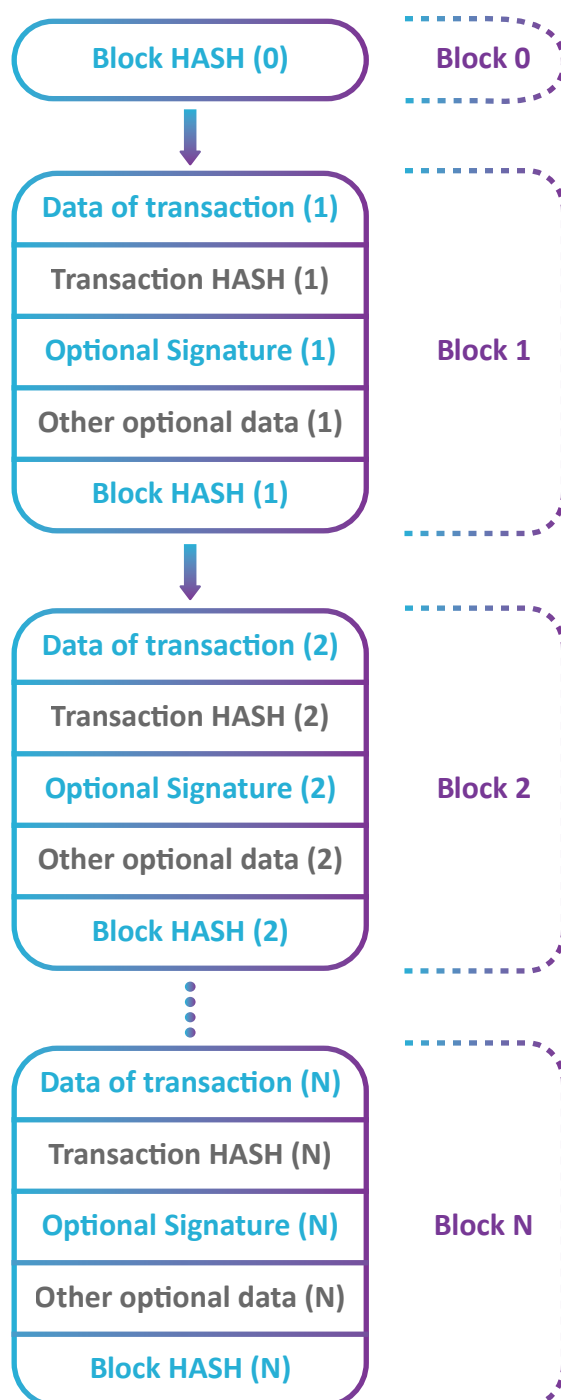 Block HASH (0)
Block 0
Data of transaction (1)
Transaction HASH (1)
Optional Signature (1)
Block 1
Other optional data (1)
Block HASH (1)
Data of transaction (2)
Transaction HASH (2)
Optional Signature (2)
Block 2
Other optional data (2)
Block HASH (2)
Data of transaction (N)
Transaction HASH (N)
Optional Signature (N)
Block N
Other optional data (N)
Block HASH (N)